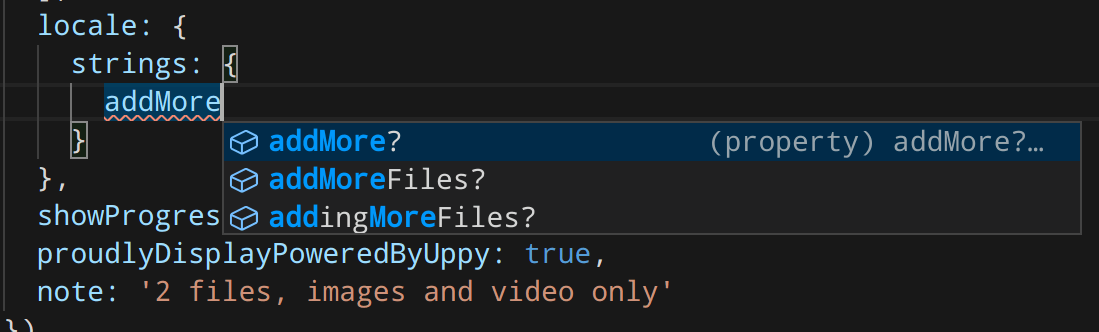 locale: {
strings: {
addMore
addMore? (property) addMore?…
}
addMoreFiles?
},
addingMoreFiles?
showProgres
proudlyDisplayPoweredByUppy: true,
note: '2 files, images and video only'
})